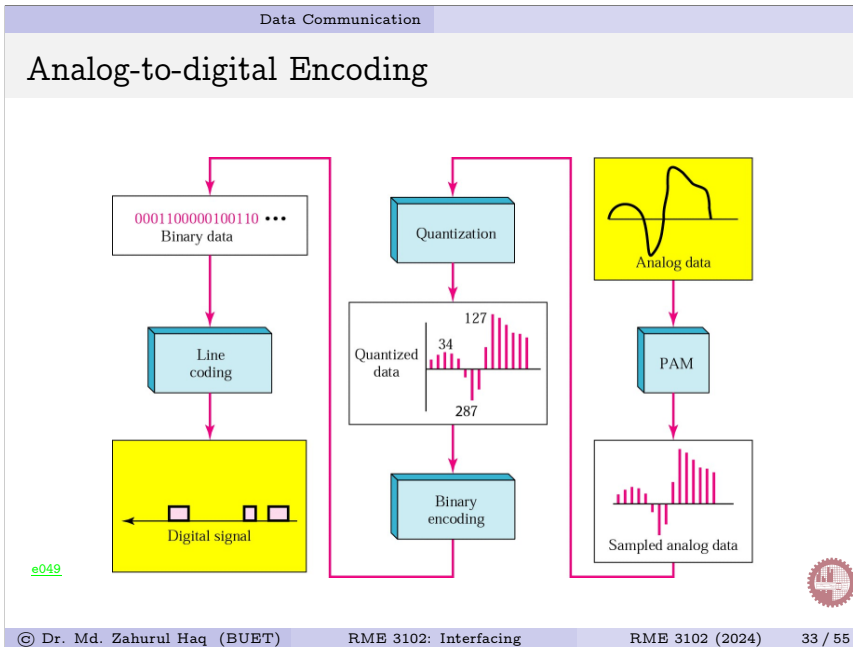 Data Communication
Analog-to-digital Encoding
0001100000100110 •••
Binary data
Line
coding
Digital signal
Quantization
127
34
Quantized
data
287
Binary
encoding
Analog data
PAM
Sampled analog data
e049
© Dr. Md. Zahurul Haq (BUET) RME 3102: Interfacing RME 3102 (2024) 33 / 55